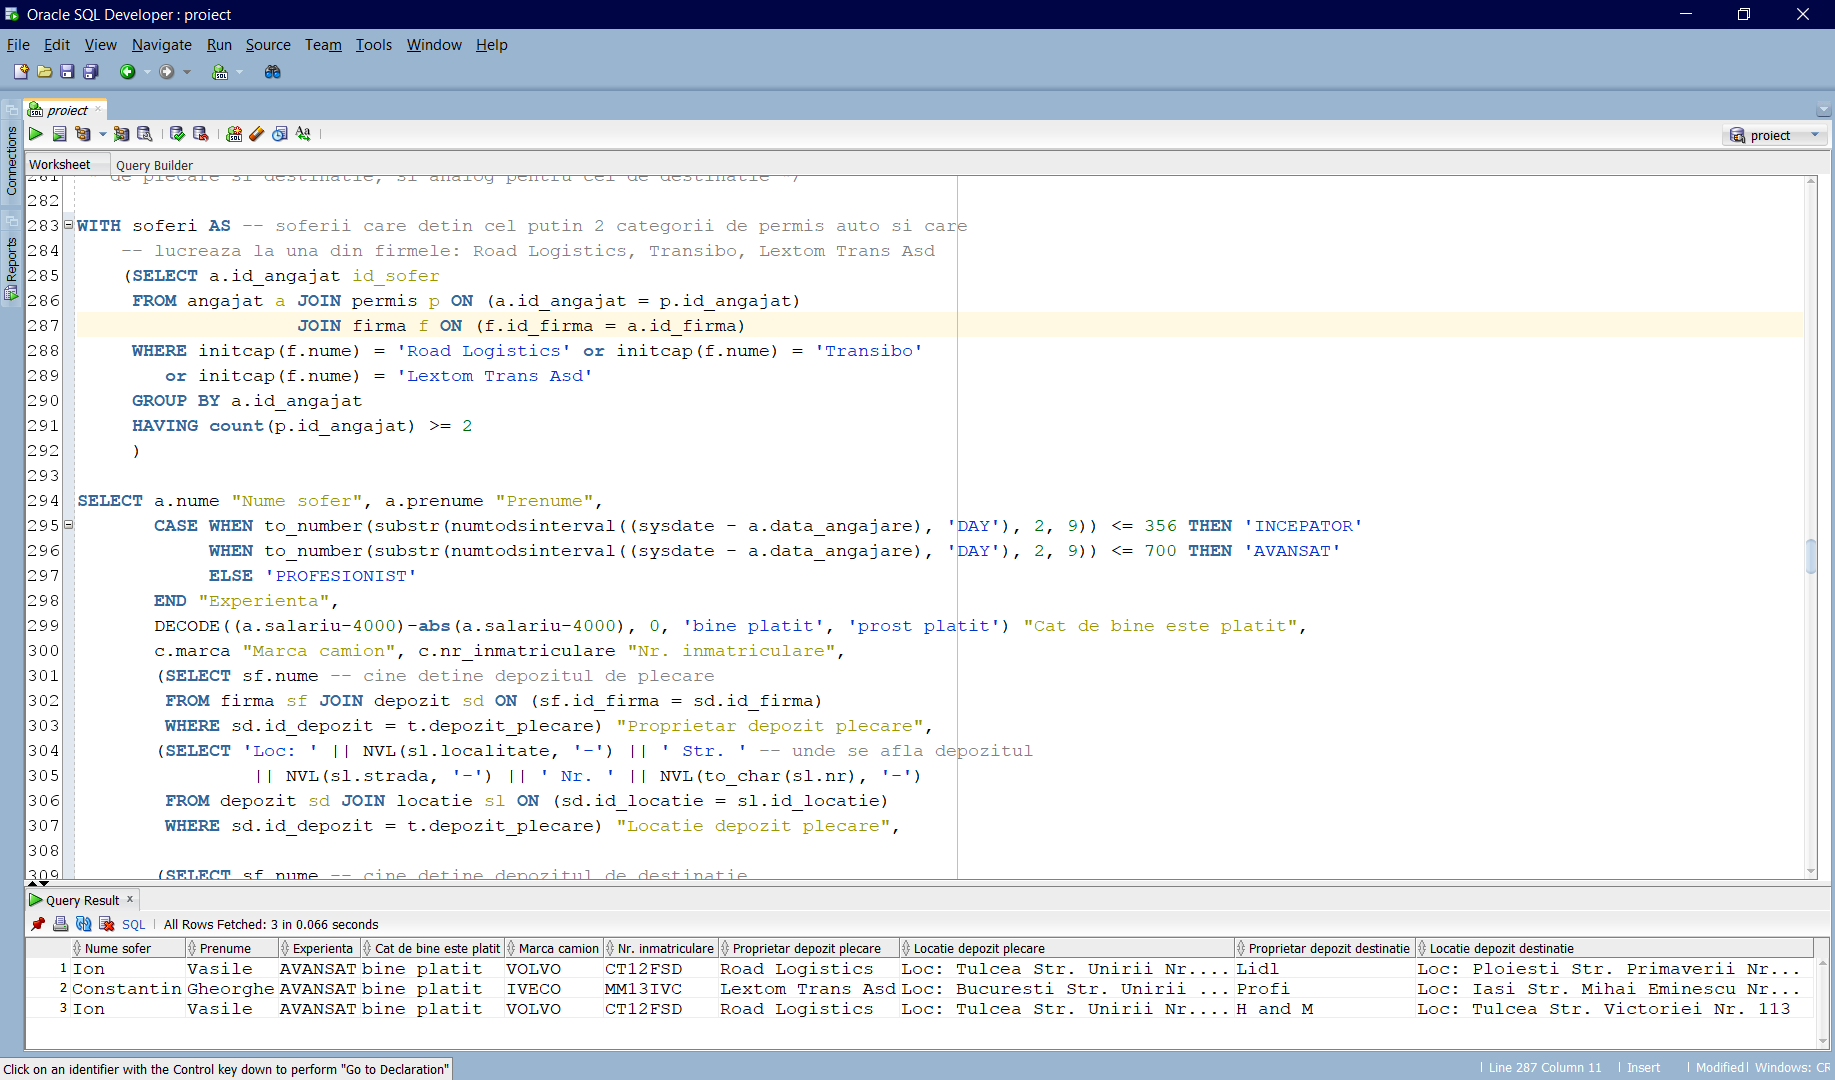 Oracle SQL Developer : proiect
File Edit View Navigate Run Source Team Tools Window Help
Connections
Reports
proiect
proiect
Worksheet Query Builder
281 de plecare si destinatie, si analog pentru cel de destinatie */
282
283 WITH soferi AS -- soferii care detin cel putin 2 categorii de permis auto si care
284 -- lucreaza la una din firmele: Road Logistics, Transibo, Lextom Trans Asd
285 (SELECT a.id_angajat id_sofer
286 FROM angajat a JOIN permis p ON (a.id_angajat = p.id_angajat)
287 JOIN firma f ON (f.id_firma = a.id_firma)
288 WHERE initcap(f.nume) = 'Road Logistics' or initcap(f.nume) = 'Transibo'
289 or initcap(f.nume) = 'Lextom Trans Asd'
290 GROUP BY a.id_angajat
291 HAVING count(p.id_angajat) >= 2
292 )
293
294 SELECT a.nume "Nume sofer", a.prenume "Prenume",
295 CASE WHEN to_number(substr(numtodsinterval((sysdate - a.data_angajare), 'DAY'), 2, 9)) <= 356 THEN 'INCEPATOR'
296 WHEN to_number(substr(numtodsinterval((sysdate - a.data_angajare), 'DAY'), 2, 9)) <= 700 THEN 'AVANSAT'
297 ELSE 'PROFESIONIST'
298 END "Experienta",
299 DECODE((a.salariu-4000)-abs(a.salariu-4000), 0, 'bine platit', 'prost platit') "Cat de bine este platit",
300 c.marca "Marca camion", c.nr_inmatriculare "Nr. inmatriculare",
301 (SELECT sf.nume -- cine detine depozitul de plecare
302 FROM firma sf JOIN depozit sd ON (sf.id_firma = sd.id_firma)
303 WHERE sd.id_depozit = t.depozit_plecare) "Proprietar depozit plecare",
304 (SELECT 'Loc: ' || NVL(sl.localitate, '-') || ' Str. ' -- unde se afla depozitul
305 || NVL(sl.strada, '-') || ' Nr. ' || NVL(to_char(sl.nr), '-')
306 FROM depozit sd JOIN locatie sl ON (sd.id_locatie = sl.id_locatie)
307 WHERE sd.id_depozit = t.depozit_plecare) "Locatie depozit plecare",
308
309 (SELECT sf.nume -- cine detine depozitul de destinatie
Query Result x
SQL | All Rows Fetched: 3 in 0.066 seconds
Nume sofer Prenume Experienta Cat de bine este platit Marca camion Nr. inmatriculare Proprietar depozit plecare Locatie depozit plecare Proprietar depozit destinatie Locatie depozit destinatie
1 Ion Vasile AVANSAT bine platit VOLVO CT12FSD Road Logistics Loc: Tulcea Str. Unirii Nr.... Lidl Loc: Ploiesti Str. Primaverii Nr...
2 Constantin Gheorghe AVANSAT bine platit IVECO MM13IVC Lextom Trans Asd Loc: Bucuresti Str. Unirii ... Profi Loc: Iasi Str. Mihai Eminescu Nr...
3 Ion Vasile AVANSAT bine platit VOLVO CT12FSD Road Logistics Loc: Tulcea Str. Unirii Nr.... H and M Loc: Tulcea Str. Victoriei Nr. 113
Click on an identifier with the Control key down to perform "Go to Declaration" | Line 287 Column 11 | Insert | Modified | Windows: CR